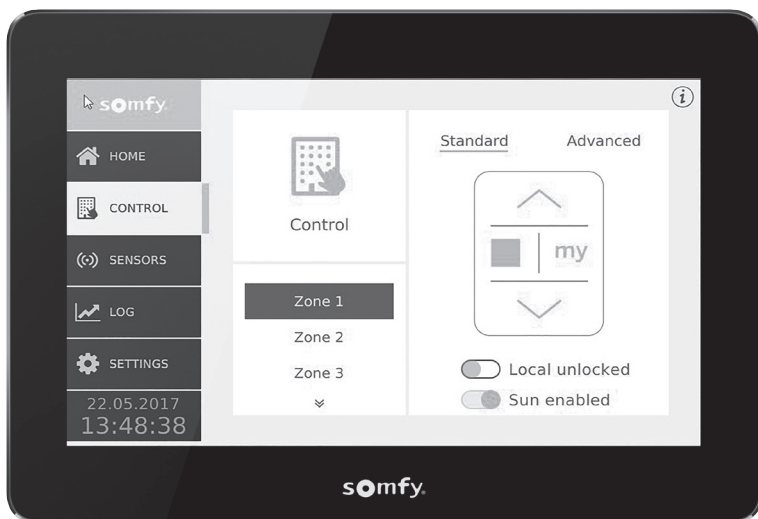 somfy.
HOME
CONTROL
SENSORS
LOG
SETTINGS
22.05.2017
13:48:38
Control
Zone 1
Zone 2
Zone 3
i
Standard
Advanced
my
Local unlocked
Sun enabled
somfy.